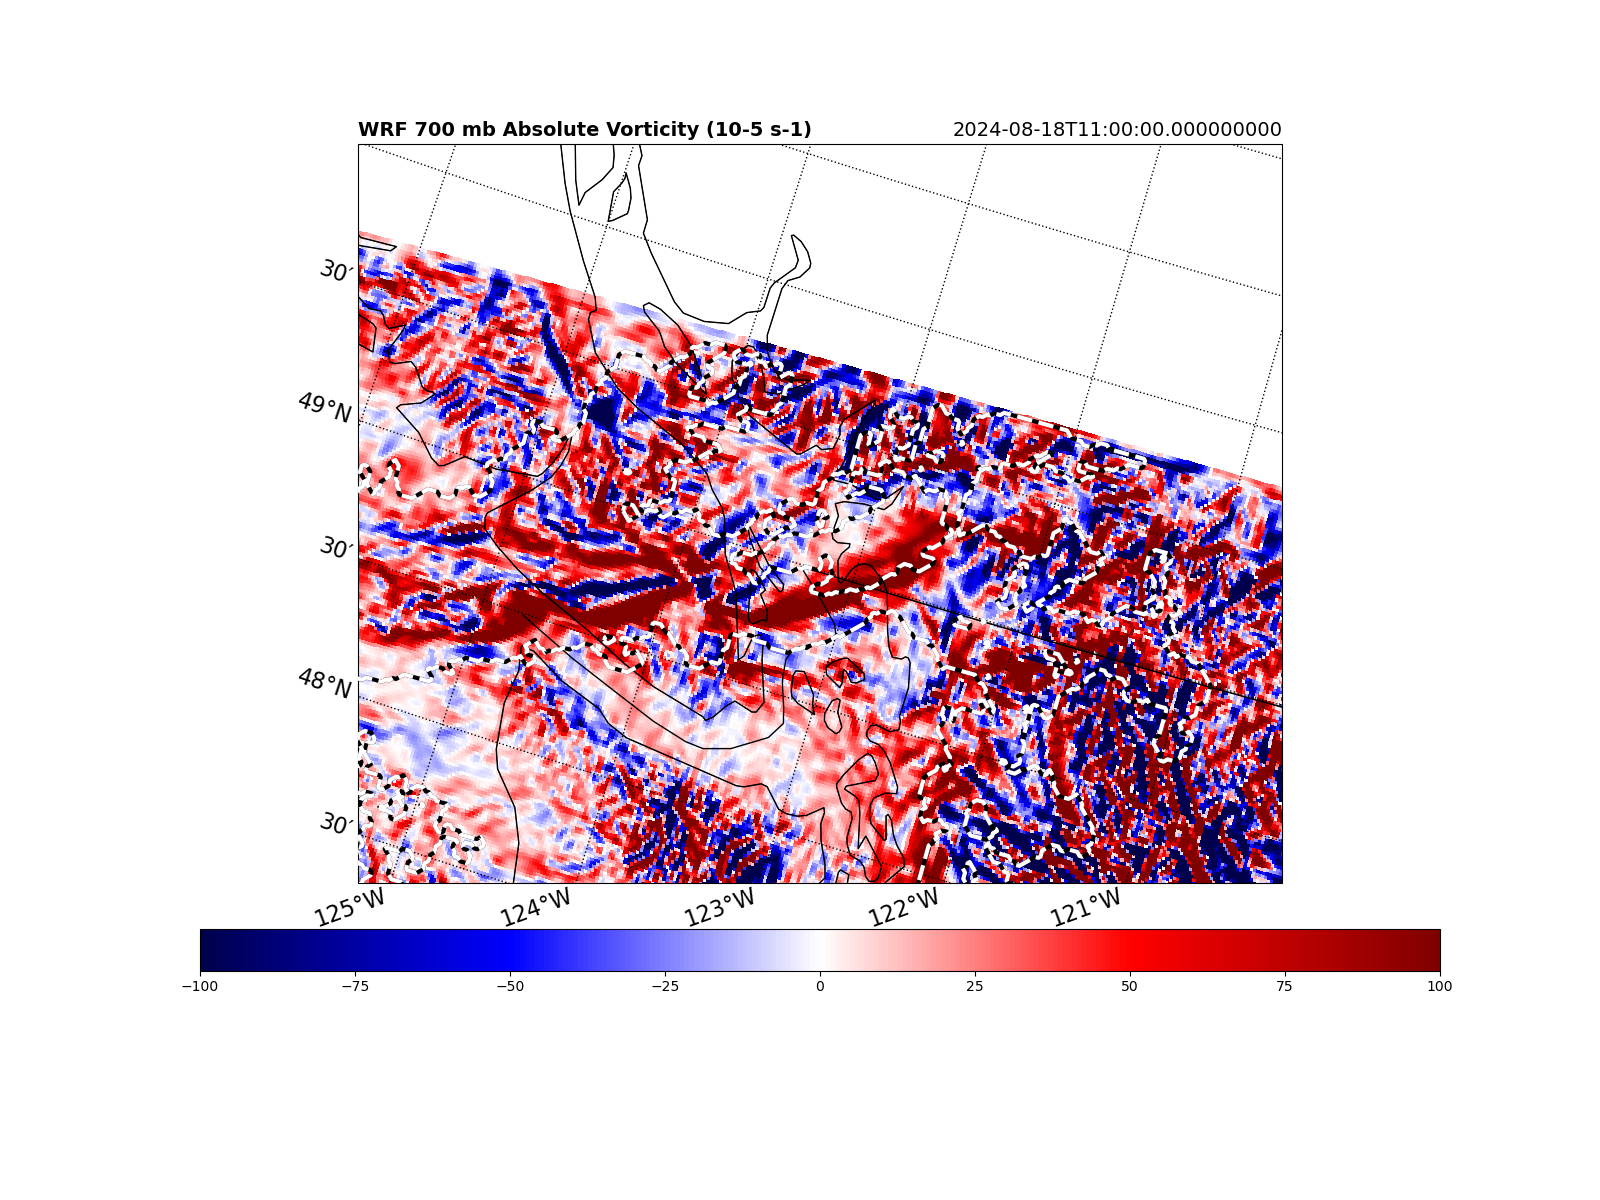 WRF 700 mb Absolute Vorticity (10-5 s-1) 2024-08-18T11:00:00.000000000
30′
49°N
30′
48°N
30′
125°W 124°W 123°W 122°W 121°W
−100 −75 −50 −25 0 25 50 75 100